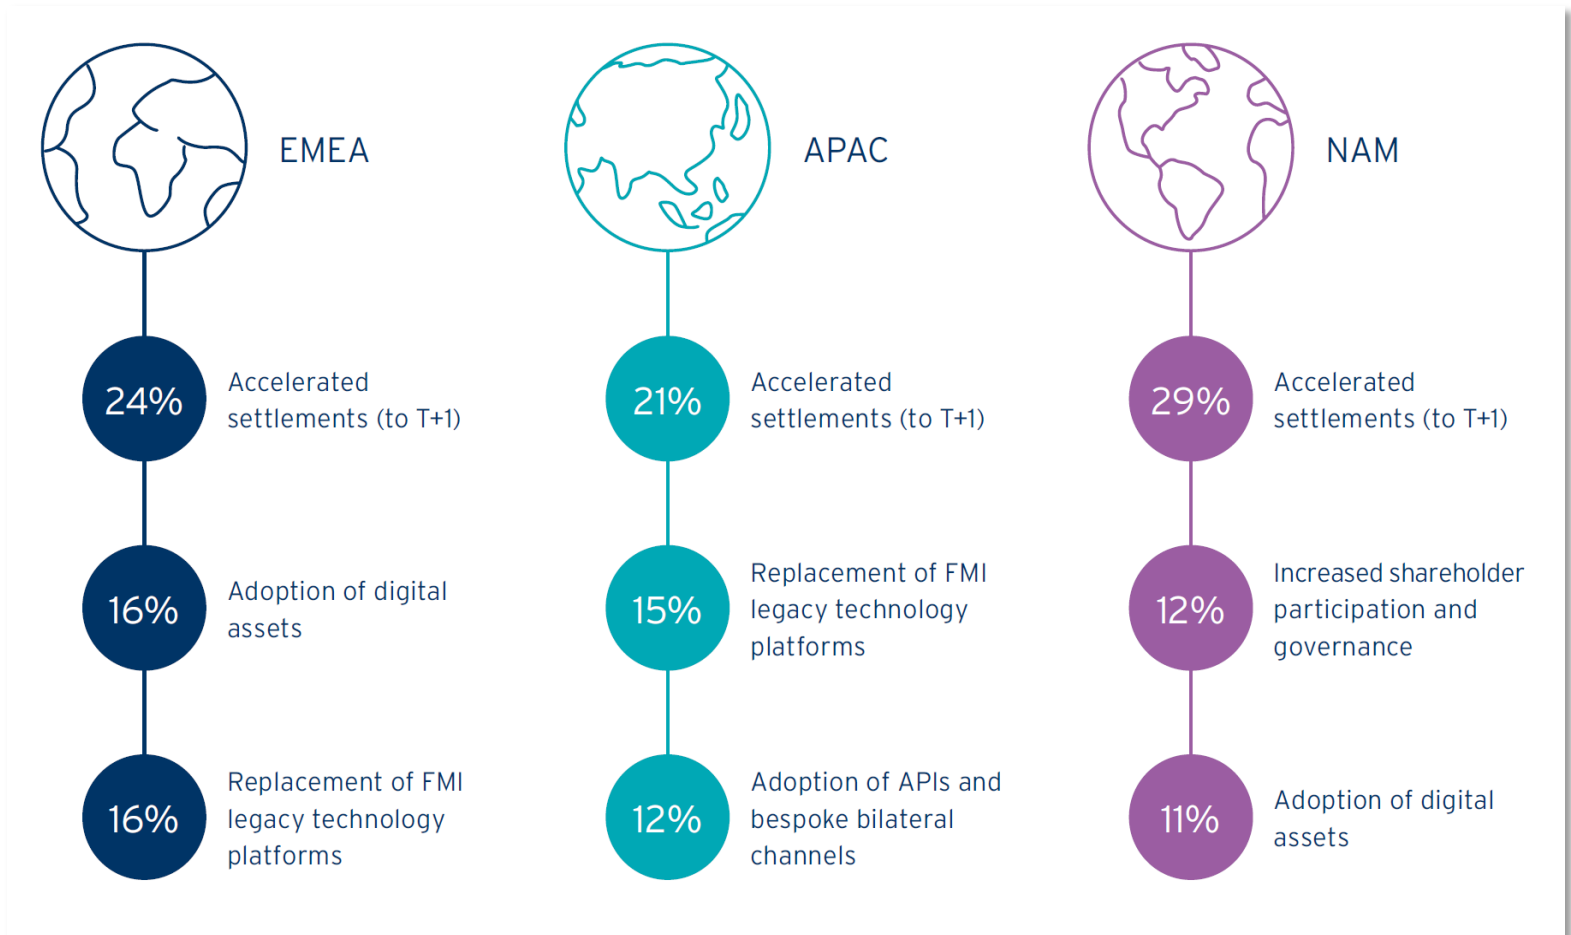 EMEA
24%
Accelerated
settlements (to T+1)
16%
Adoption of digital
assets
16%
Replacement of FMI
legacy technology
platforms
APAC
21%
Accelerated
settlements (to T+1)
15%
Replacement of FMI
legacy technology
platforms
12%
Adoption of APIs and
bespoke bilateral
channels
NAM
29%
Accelerated
settlements (to T+1)
12%
Increased shareholder
participation and
governance
11%
Adoption of digital
assets